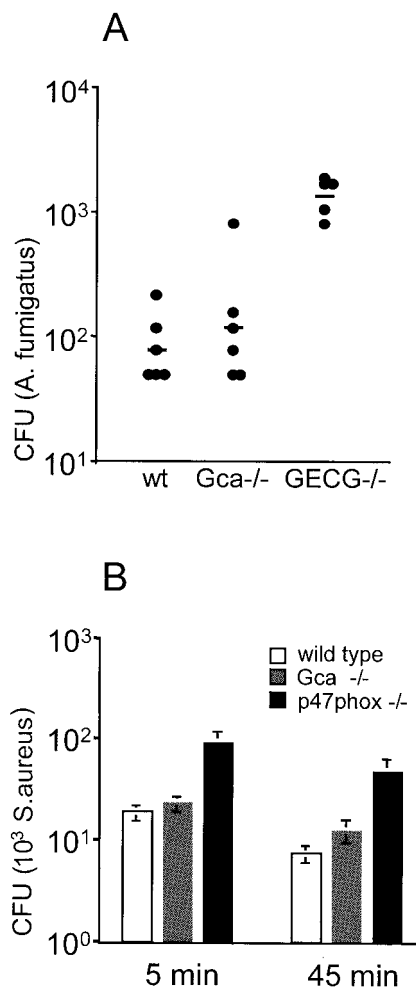 A
CFU (A. fumigatus)
10⁴
10³
10²
10¹
wt Gca-/- GECG-/-
B
CFU (10³ S.aureus)
10³
10²
10¹
10⁰
wild type
Gca -/-
p47phox -/-
5 min 45 min